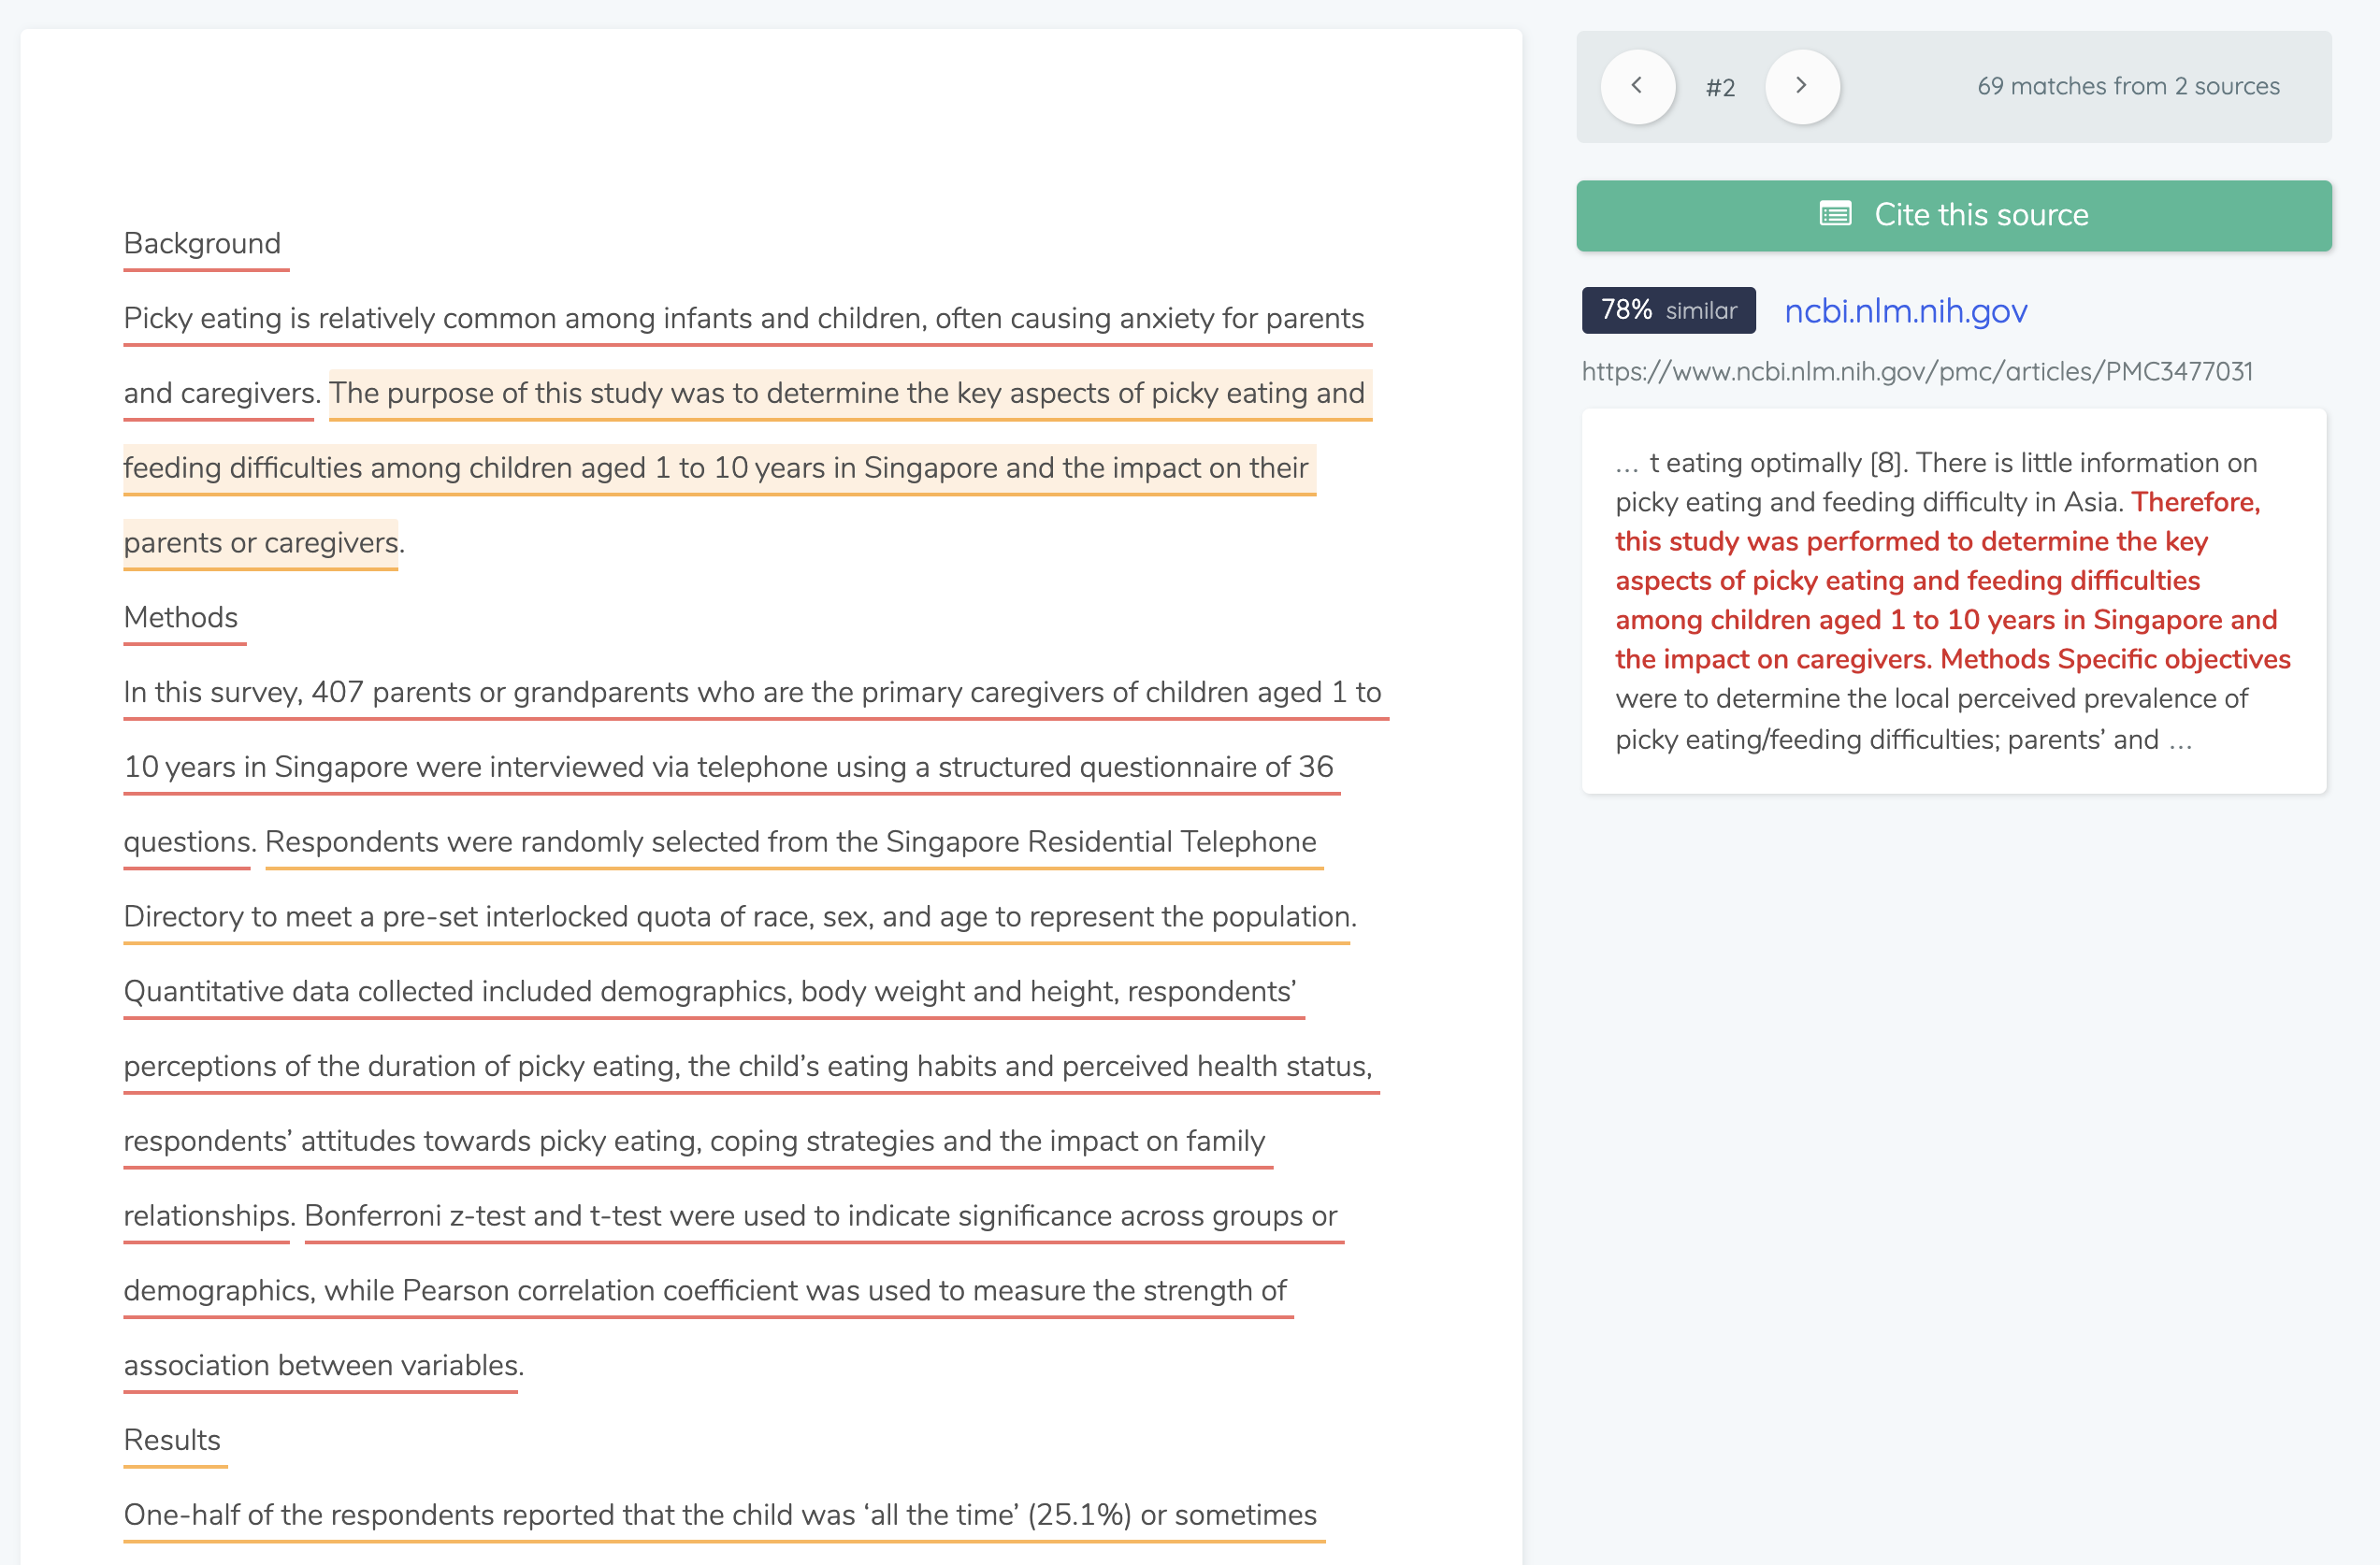 Background
Picky eating is relatively common among infants and children, often causing anxiety for parents
and caregivers. The purpose of this study was to determine the key aspects of picky eating and
feeding difficulties among children aged 1 to 10 years in Singapore and the impact on their
parents or caregivers.
Methods
In this survey, 407 parents or grandparents who are the primary caregivers of children aged 1 to
10 years in Singapore were interviewed via telephone using a structured questionnaire of 36
questions. Respondents were randomly selected from the Singapore Residential Telephone
Directory to meet a pre-set interlocked quota of race, sex, and age to represent the population.
Quantitative data collected included demographics, body weight and height, respondents’
perceptions of the duration of picky eating, the child’s eating habits and perceived health status,
respondents’ attitudes towards picky eating, coping strategies and the impact on family
relationships. Bonferroni z-test and t-test were used to indicate significance across groups or
demographics, while Pearson correlation coefficient was used to measure the strength of
association between variables.
Results
One-half of the respondents reported that the child was ‘all the time’ (25.1%) or sometimes
#2
69 matches from 2 sources
Cite this source
78% similar ncbi.nlm.nih.gov
https://www.ncbi.nlm.nih.gov/pmc/articles/PMC3477031
... t eating optimally [8]. There is little information on
picky eating and feeding difficulty in Asia. Therefore,
this study was performed to determine the key
aspects of picky eating and feeding difficulties
among children aged 1 to 10 years in Singapore and
the impact on caregivers. Methods Specific objectives
were to determine the local perceived prevalence of
picky eating/feeding difficulties; parents’ and ...